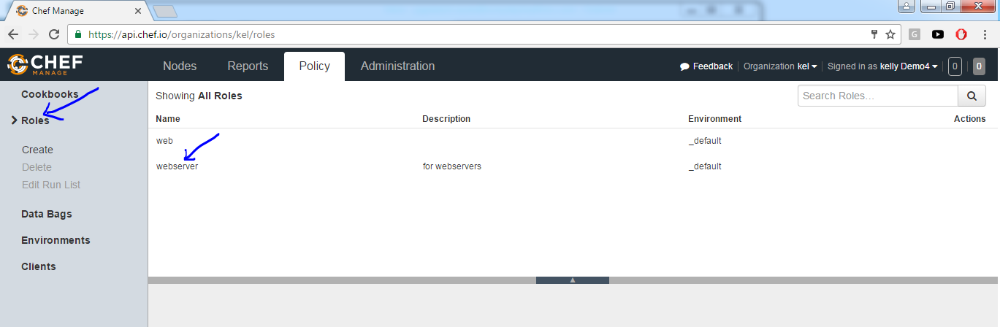 Chef Manage
https://api.chef.io/organizations/kel/roles
G
CHEF
MANAGE
Nodes Reports Policy Administration
Feedback Organization kel Signed in as kelly Demo4 0 0
Cookbooks
Roles
Create
Delete
Edit Run List
Data Bags
Environments
Clients
Showing All Roles
Search Roles...
Name Description Environment Actions
web _default
webserver for webservers _default